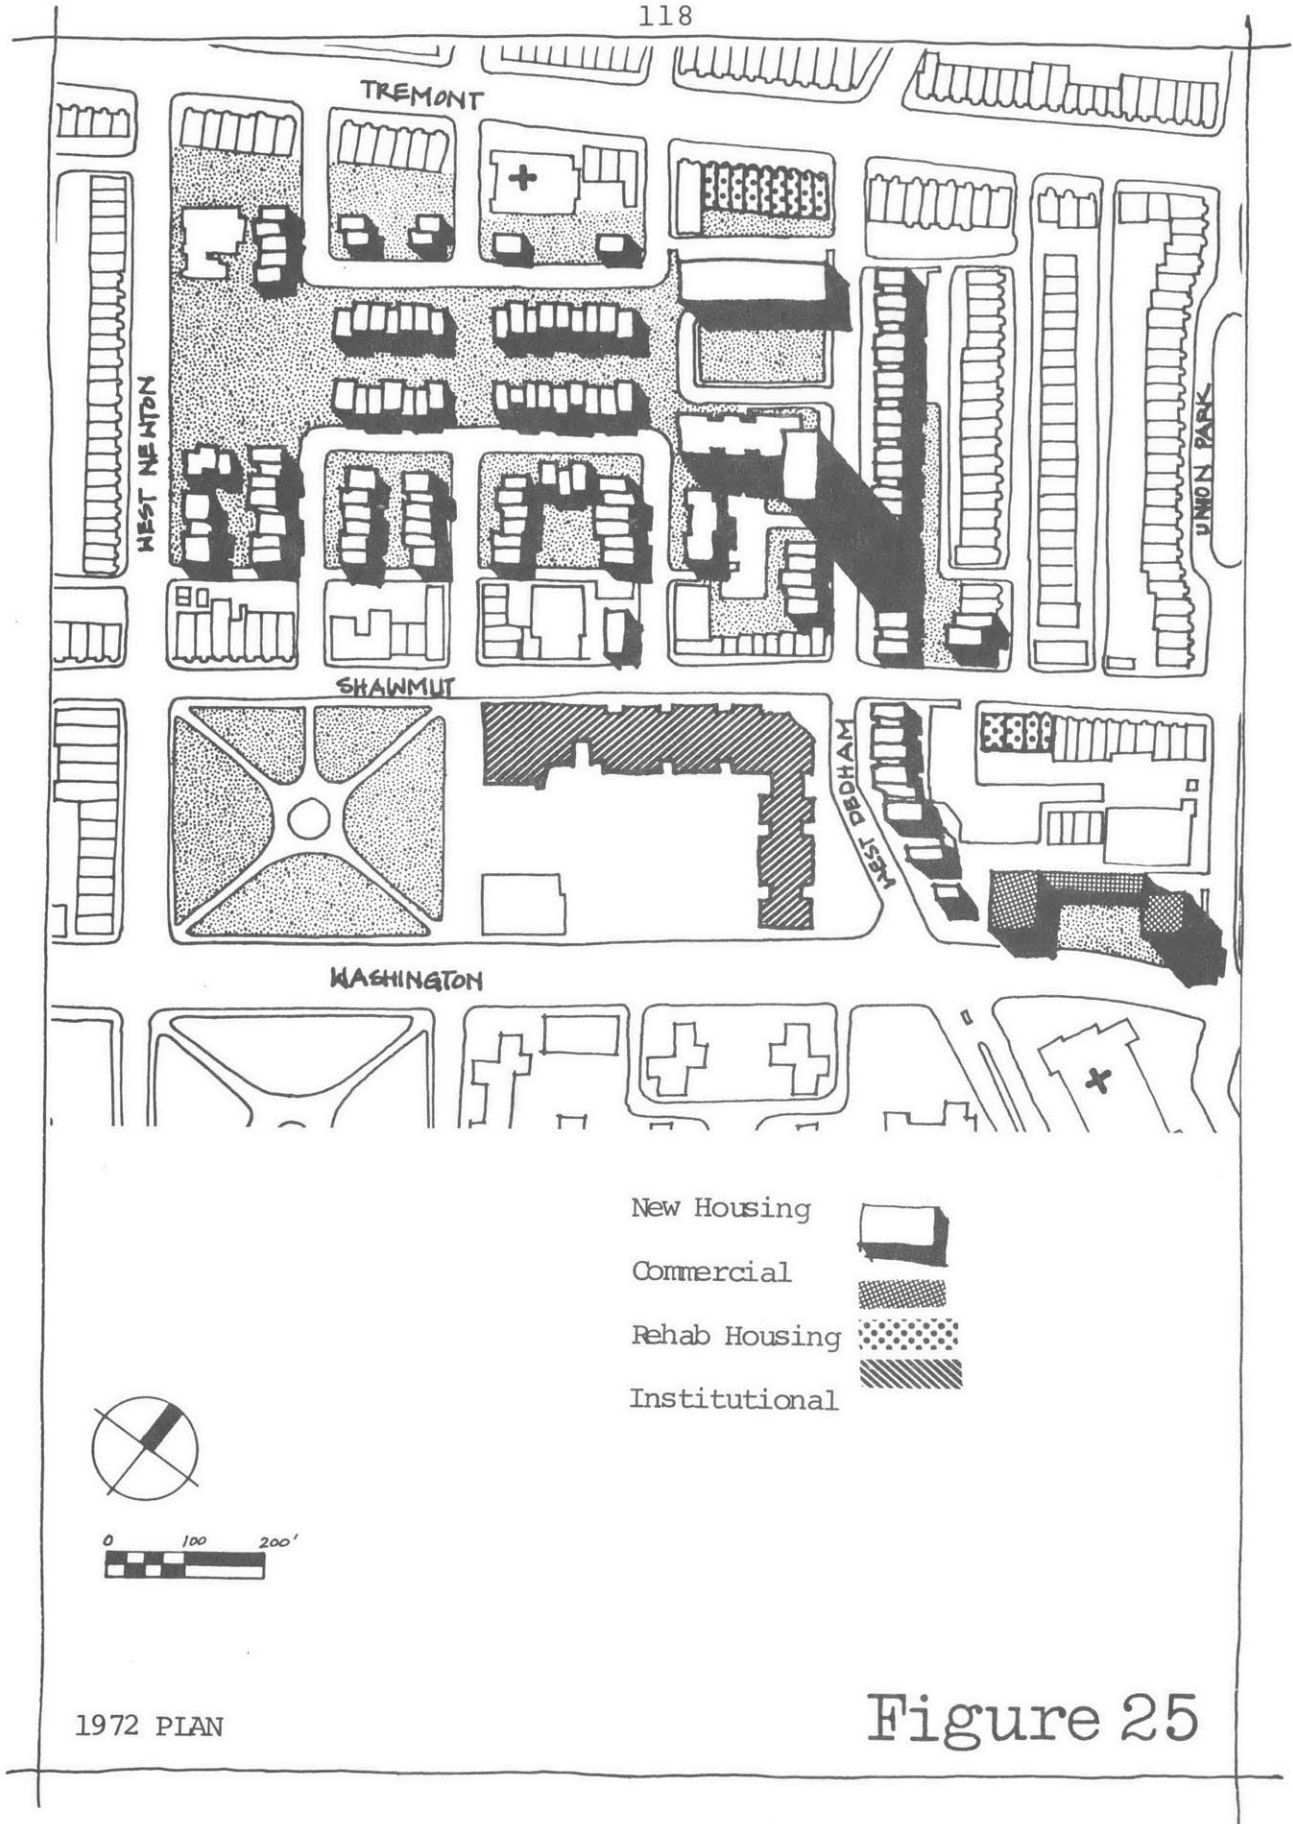 118
TREMONT
WEST NEWTON
UNION PARK
SHAWMUT
WEST DEDHAM
WASHINGTON
New Housing
Commercial
Rehab Housing
Institutional
0 100 200'
1972 PLAN
Figure 25